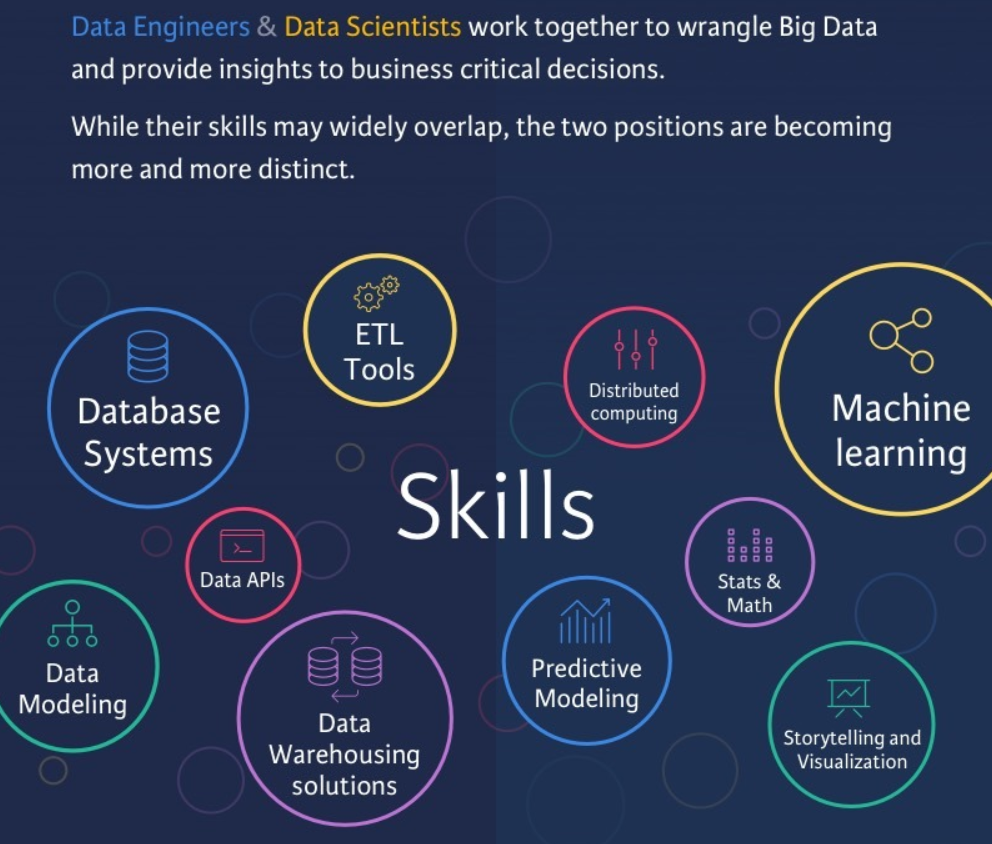 Data Engineers & Data Scientists work together to wrangle Big Data
and provide insights to business critical decisions.
While their skills may widely overlap, the two positions are becoming
more and more distinct.
ETL
Tools
Database
Systems
Distributed
computing
Machine
learning
Skills
Data APIs
Stats &
Math
Data
Modeling
Data
Warehousing
solutions
Predictive
Modeling
Storytelling and
Visualization